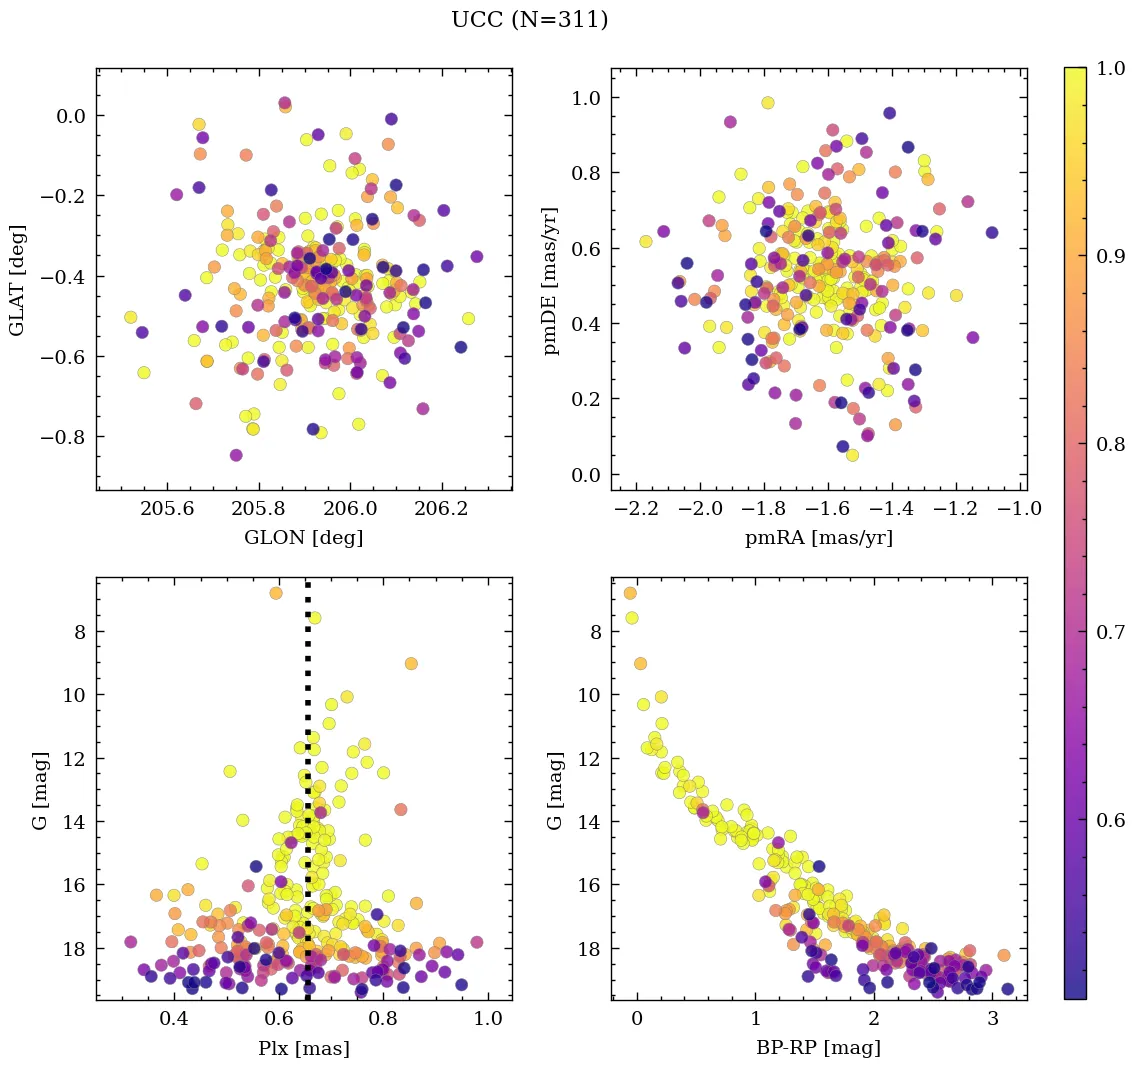 UCC (N=311)
0.0
−0.2
−0.4
−0.6
−0.8
GLAT [deg]
205.6 205.8 206.0 206.2
GLON [deg]
1.0
0.8
0.6
0.4
0.2
0.0
pmDE [mas/yr]
−2.2 −2.0 −1.8 −1.6 −1.4 −1.2 −1.0
pmRA [mas/yr]
8
10
12
14
16
18
G [mag]
0.4 0.6 0.8 1.0
Plx [mas]
8
10
12
14
16
18
G [mag]
0 1 2 3
BP-RP [mag]
1.0
0.9
0.8
0.7
0.6